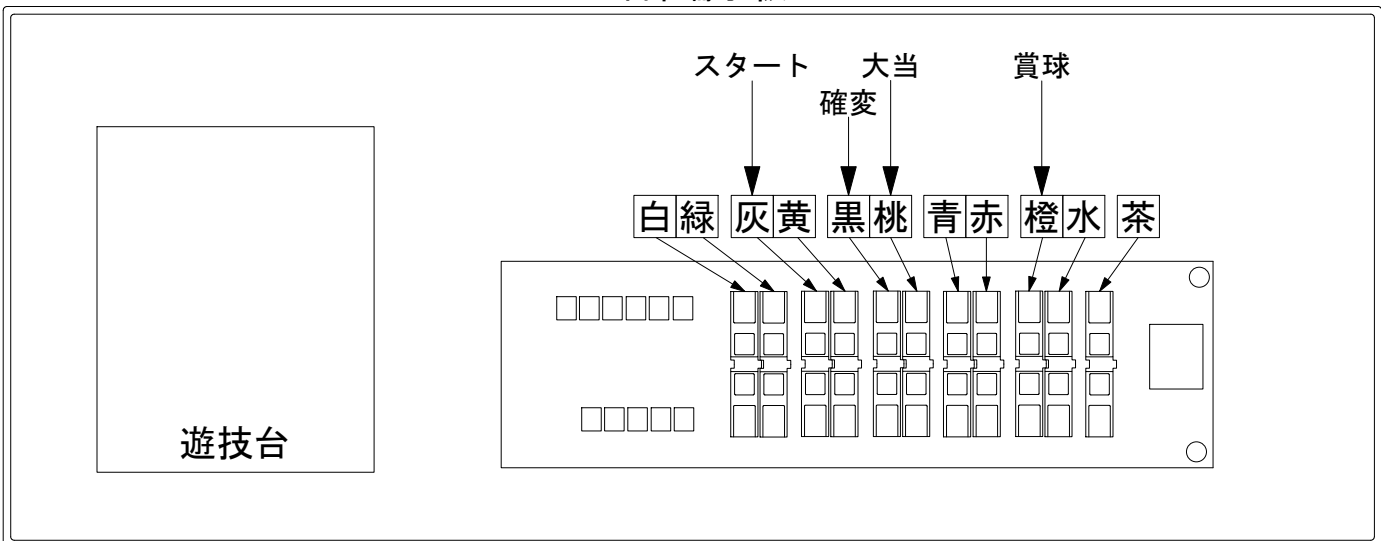 スタート 大当 賞球
確変
白緑 灰黄 黒桃 青赤 橙水 茶
遊技台